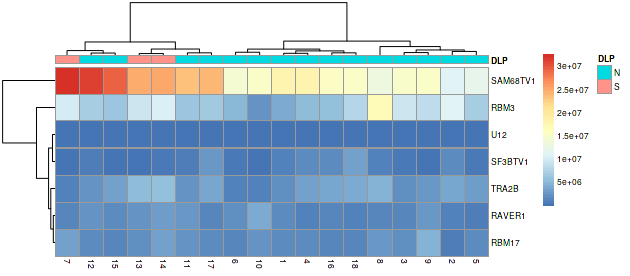 DLP
SAM68TV1
RBM3
U12
SF3BTV1
TRA2B
RAVER1
RBM17
7 12 15 13 14 11 17 6 10 1 4 16 18 8 3 9 2 5
3e+07
2.5e+07
2e+07
1.5e+07
1e+07
5e+06
DLP
N
S